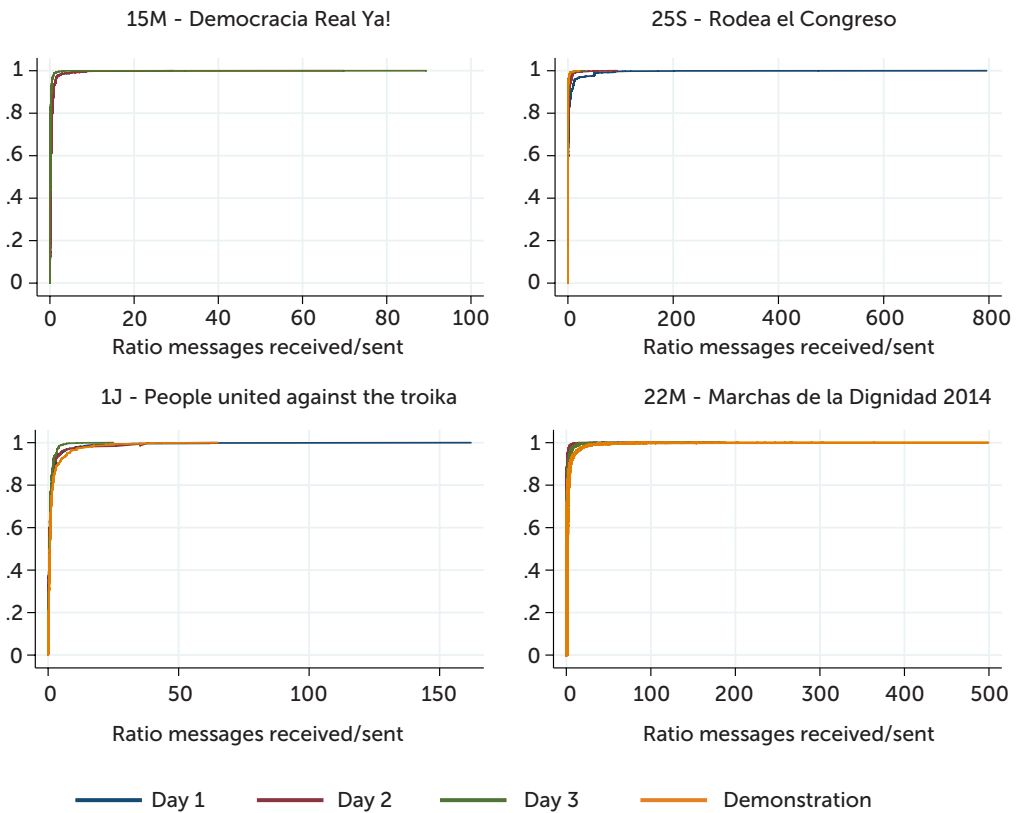 15M - Democracia Real Ya!
1
.8
.6
.4
.2
0
0 20 40 60 80 100
Ratio messages received/sent
25S - Rodea el Congreso
1
.8
.6
.4
.2
0
0 200 400 600 800
Ratio messages received/sent
1J - People united against the troika
1
.8
.6
.4
.2
0
0 50 100 150
Ratio messages received/sent
22M - Marchas de la Dignidad 2014
1
.8
.6
.4
.2
0
0 100 200 300 400 500
Ratio messages received/sent
Day 1 Day 2 Day 3 Demonstration